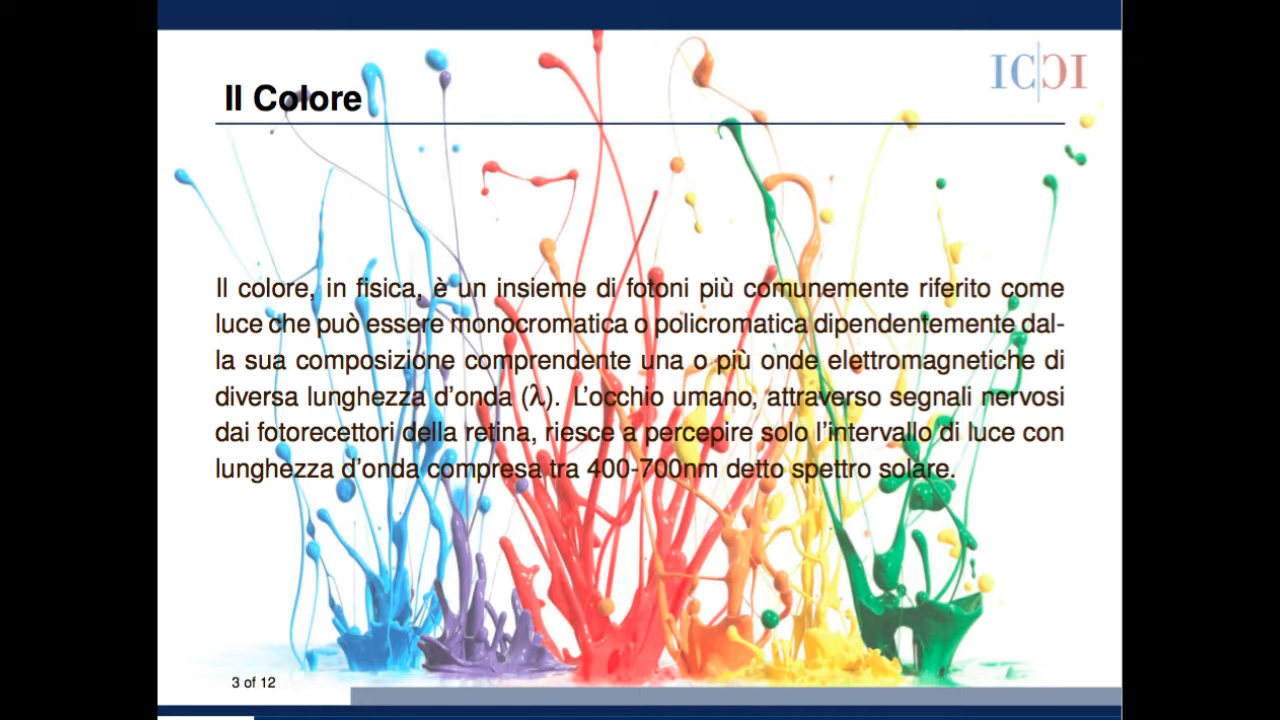 IC|CI
Il Colore
Il colore, in fisica, è un insieme di fotoni più comunemente riferito come
luce che può essere monocromatica o policromatica dipendentemente dal-
la sua composizione comprendente una o più onde elettromagnetiche di
diversa lunghezza d'onda (λ). L'occhio umano, attraverso segnali nervosi
dai fotorecettori della retina, riesce a percepire solo l'intervallo di luce con
lunghezza d'onda compresa tra 400-700nm detto spettro solare.
3 of 12